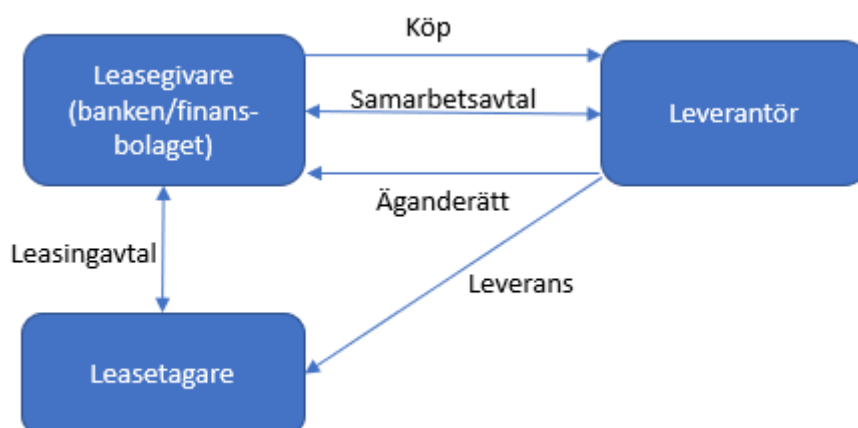 Köp
Leasegivare
(banken/finans-
bolaget)
Samarbetsavtal
Leverantör
Äganderätt
Leasingavtal
Leverans
Leasetagare